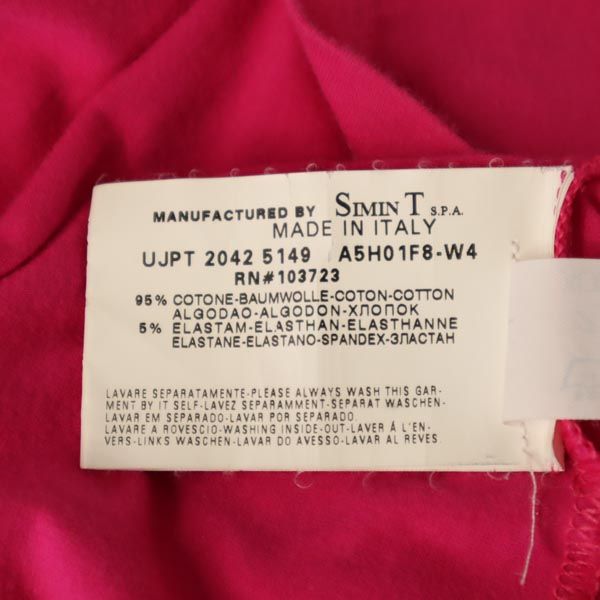 MANUFACTURED BY SIMIN T S.P.A.
MADE IN ITALY
UJPT 2042 5149 A5H01F8-W4
RN#103723
95% COTONE-BAUMWOLLE-COTON-COTTON
ALGODAO-ALGODON-ХЛОПОК
5% ELASTAM-ELASTHAN-ELASTHANNE
ELASTANE-ELASTANO-SPANDEX-ЭЛАСТАН
LAVARE SEPARATAMENTE-PLEASE ALWAYS WASH THIS GAR-
MENT BY IT SELF-LAVEZ SEPARAMMENT-SEPARAT WASCHEN-
LAVAR EM SEPARADO-LAVAR POR SEPARADO.
LAVARE A ROVESCIO-WASHING INSIDE-OUT-LAVER Á L'EN-
VERS-LINKS WASCHEN-LAVAR DO AVESSO-LAVAR AL REVES.